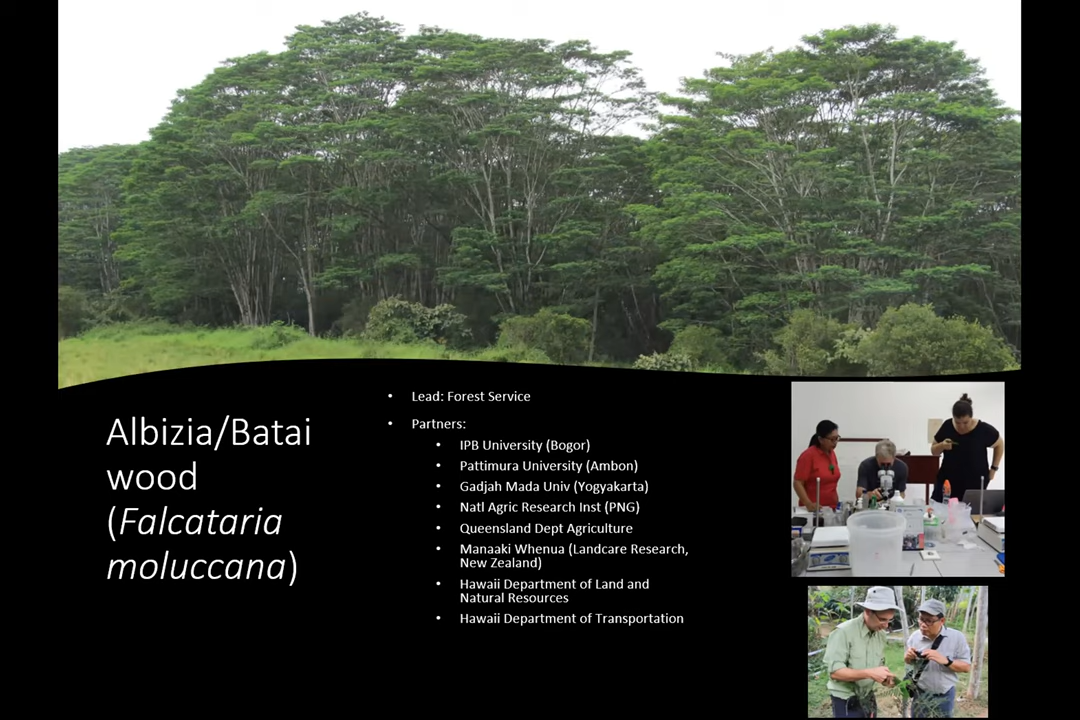 Albizia/Batai
wood
(Falcataria
moluccana)
• Lead: Forest Service
• Partners:
• IPB University (Bogor)
• Pattimura University (Ambon)
• Gadjah Mada Univ (Yogyakarta)
• Natl Agric Research Inst (PNG)
• Queensland Dept Agriculture
• Manaaki Whenua (Landcare Research,
New Zealand)
• Hawaii Department of Land and
Natural Resources
• Hawaii Department of Transportation